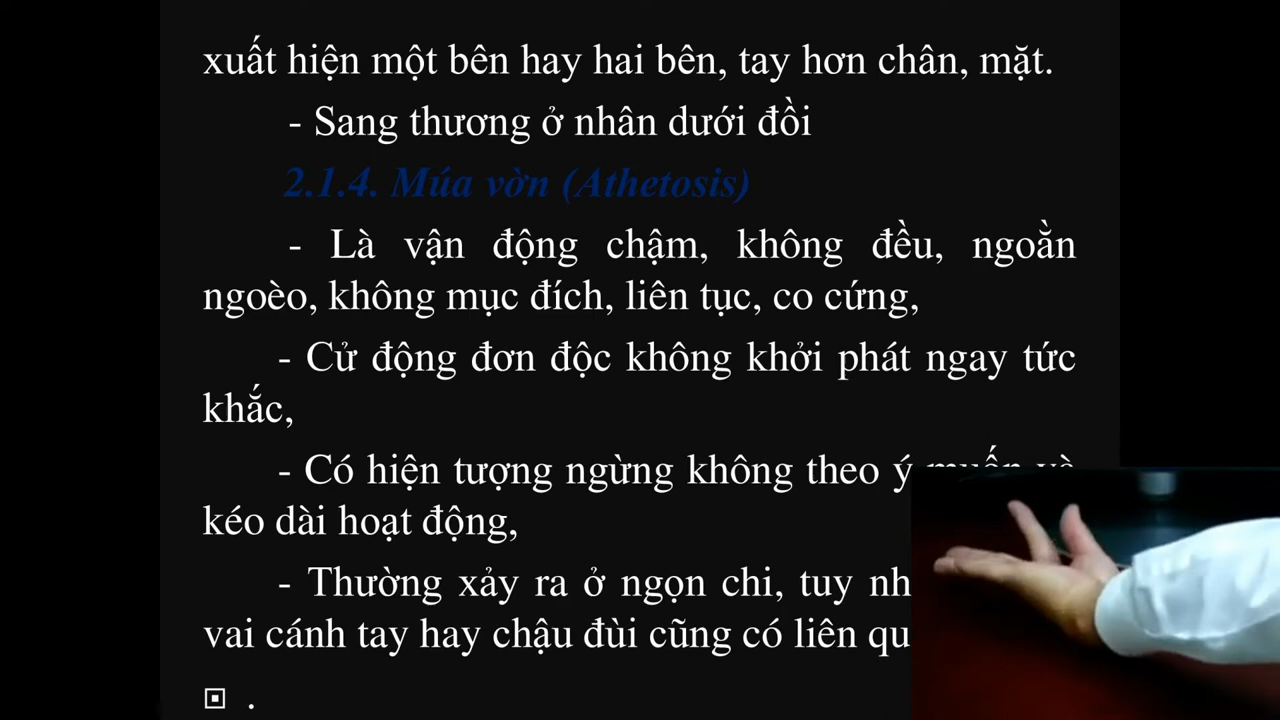 xuất hiện một bên hay hai bên, tay hơn chân, mặt.
- Sang thương ở nhân dưới đồi
2.1.4. Múa vờn (Athetosis)
- Là vận động chậm, không đều, ngoằn
ngoèo, không mục đích, liên tục, co cứng,
- Cử động đơn độc không khởi phát ngay tức
khắc,
- Có hiện tượng ngừng không theo ý muốn về
kéo dài hoạt động,
- Thường xảy ra ở ngọn chi, tuy
vai cánh tay hay chậu đùi cũng có liên
.